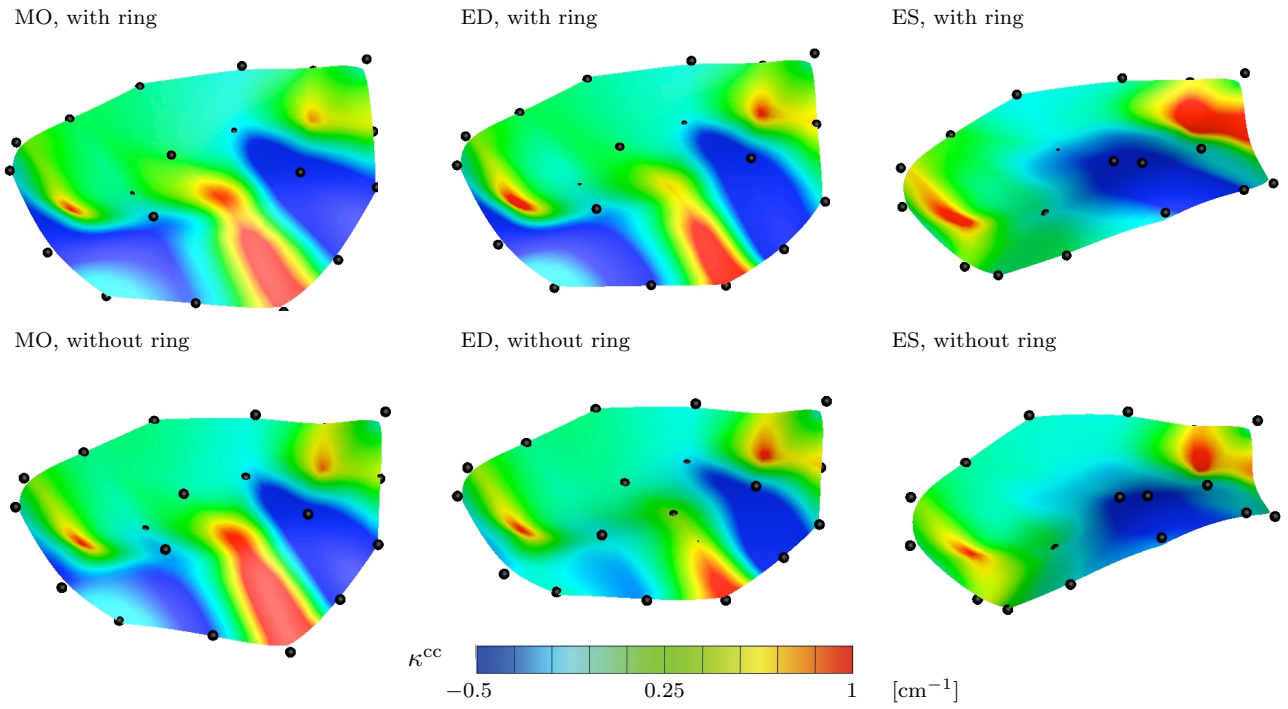 MO, with ring
ED, with ring
ES, with ring
MO, without ring
ED, without ring
ES, without ring
κ^cc
−0.5 0.25 1 [cm⁻¹]